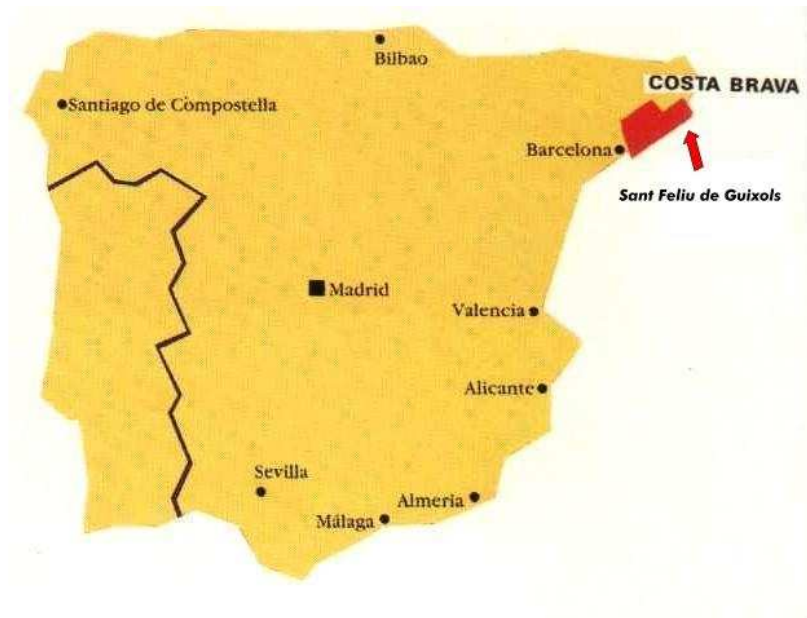 Bilbao
COSTA BRAVA
Santiago de Compostella
Barcelona
Sant Feliu de Guixols
Madrid
Valencia
Alicante
Sevilla
Almeria
Málaga